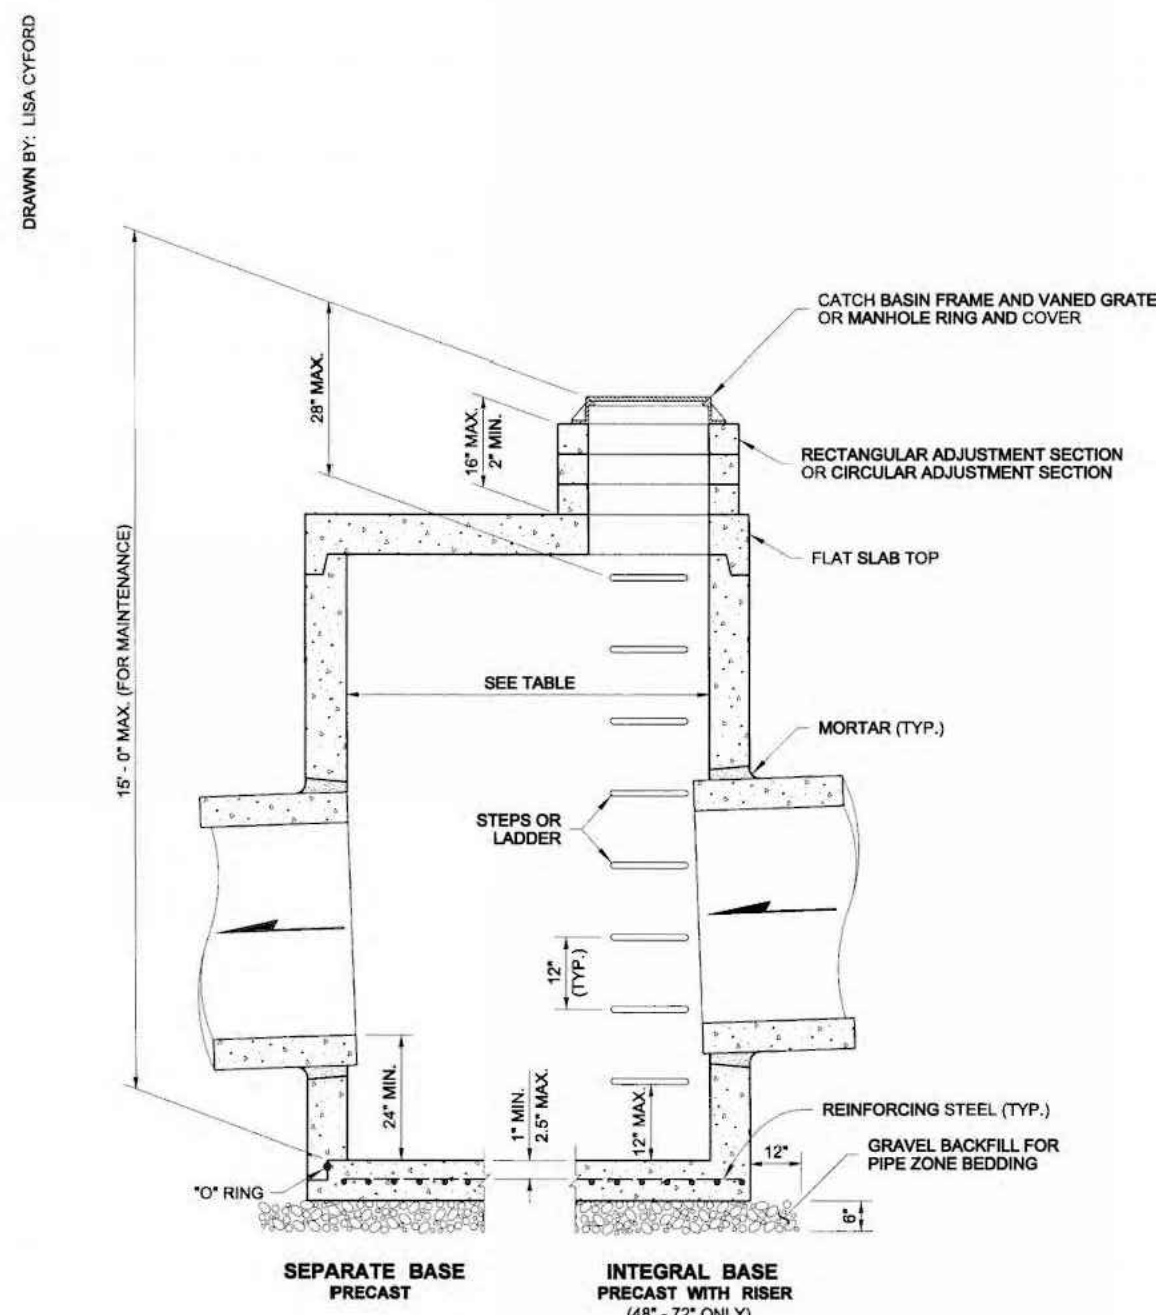 DRAWN BY: LISA CYFORD
CATCH BASIN FRAME AND VANED GRATE
OR MANHOLE RING AND COVER
28" MAX.
16" MAX.
2" MIN.
RECTANGULAR ADJUSTMENT SECTION
OR CIRCULAR ADJUSTMENT SECTION
FLAT SLAB TOP
15' - 0" MAX. (FOR MAINTENANCE)
SEE TABLE
MORTAR (TYP.)
STEPS OR
LADDER
12"
(TYP.)
24" MIN.
1" MIN.
2.5" MAX.
12" MAX.
REINFORCING STEEL (TYP.)
GRAVEL BACKFILL FOR
PIPE ZONE BEDDING
12"
"O" RING
6"
SEPARATE BASE
PRECAST
INTEGRAL BASE
PRECAST WITH RISER
(48" - 72" ONLY)